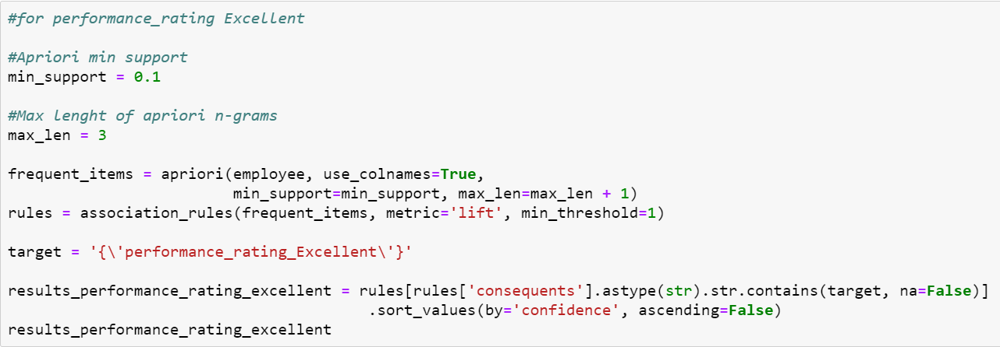 #for performance_rating Excellent
#Apriori min support
min_support = 0.1
#Max lenght of apriori n-grams
max_len = 3
frequent_items = apriori(employee, use_colnames=True,
min_support=min_support, max_len=max_len + 1)
rules = association_rules(frequent_items, metric='lift', min_threshold=1)
target = '{\'performance_rating_Excellent\'}'
results_performance_rating_excellent = rules[rules['consequents'].astype(str).str.contains(target, na=False)]
.sort_values(by='confidence', ascending=False)
results_performance_rating_excellent